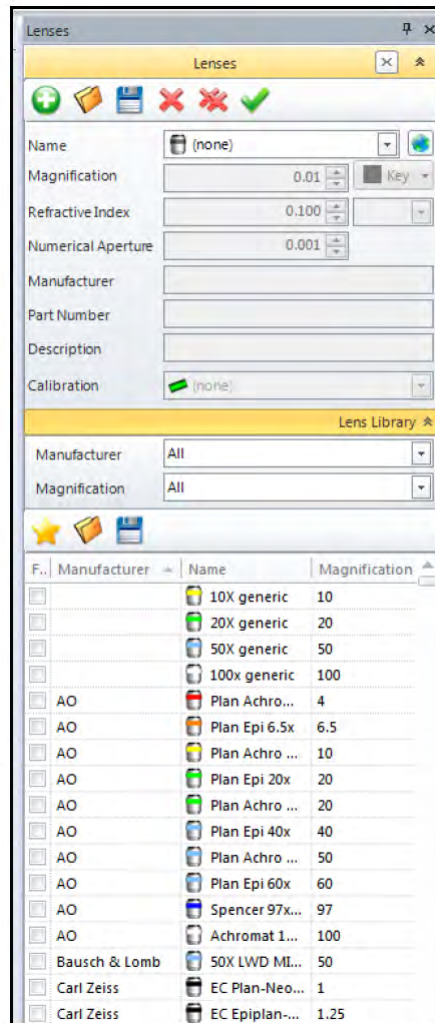 Lenses
Lenses
Name (none)
Magnification 0.01 Key
Refractive Index 0.100
Numerical Aperture 0.001
Manufacturer
Part Number
Description
Calibration (none)
Lens Library
Manufacturer All
Magnification All
F.. Manufacturer Name Magnification
10X generic 10
20X generic 20
50X generic 50
100x generic 100
AO Plan Achro... 4
AO Plan Epi 6.5x 6.5
AO Plan Achro ... 10
AO Plan Epi 20x 20
AO Plan Achro ... 20
AO Plan Epi 40x 40
AO Plan Achro ... 50
AO Plan Epi 60x 60
AO Spencer 97x... 97
AO Achromat 1... 100
Bausch & Lomb 50X LWD MI... 50
Carl Zeiss EC Plan-Neo... 1
Carl Zeiss EC Epiplan-... 1.25